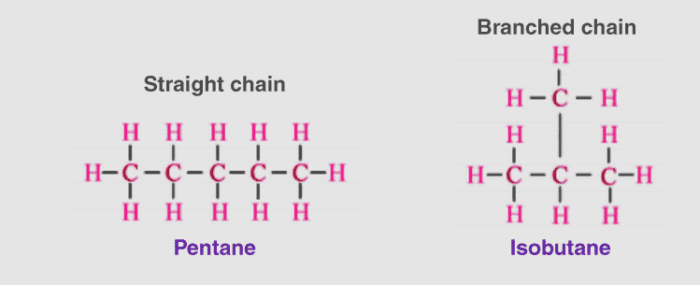 Straight chain
H H H H H
H-C-C-C-C-C-H
H H H H H
Pentane
Branched chain
H
H-C-H
H H
H-C-C-C-H
H H H
Isobutane